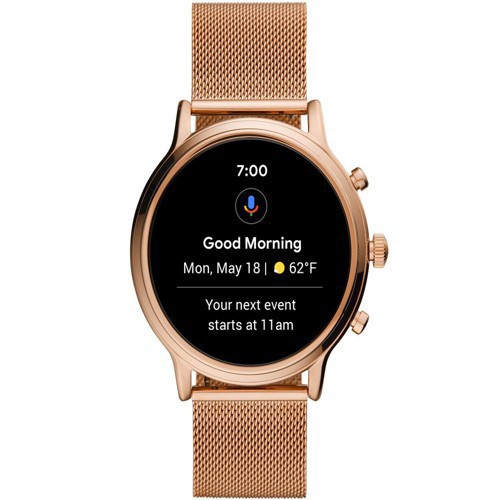 7:00
Good Morning
Mon, May 18 | 62°F
Your next event
starts at 11am